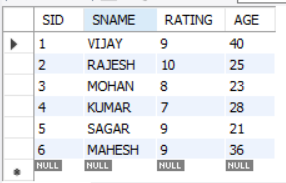 SID SNAME RATING AGE
1 VIJAY 9 40
2 RAJESH 10 25
3 MOHAN 8 23
4 KUMAR 7 28
5 SAGAR 9 21
6 MAHESH 9 36
NULL NULL NULL NULL